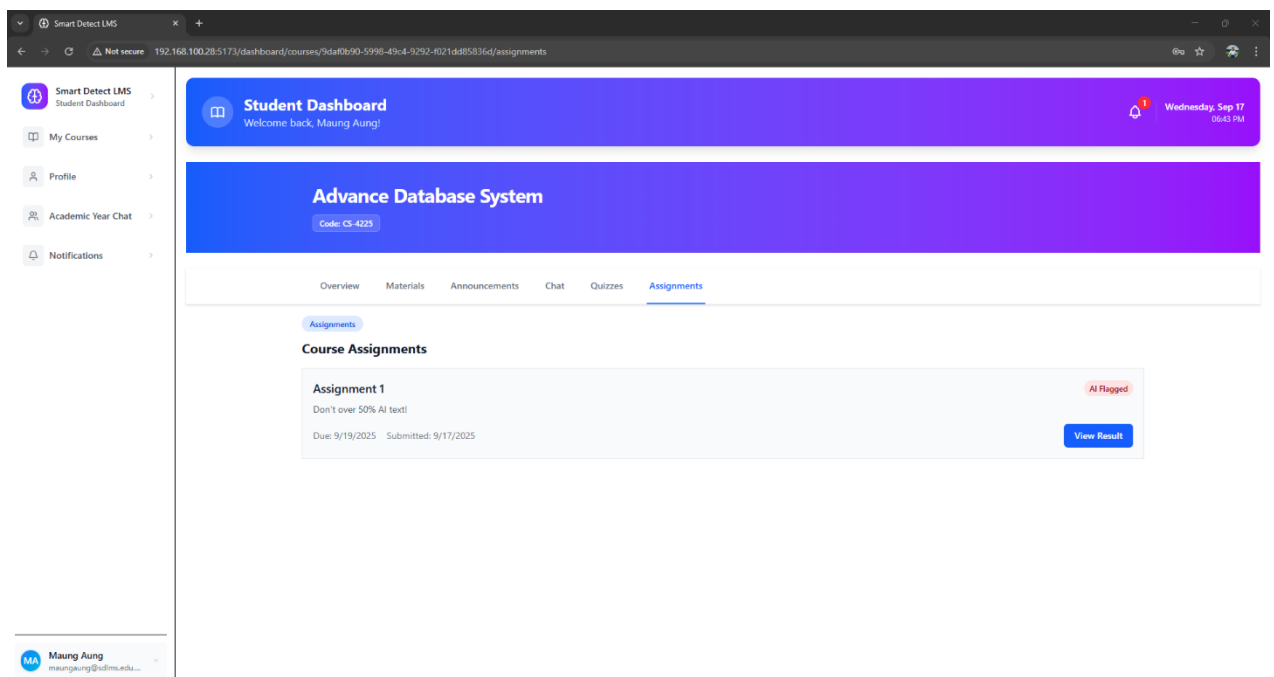 Smart Detect LMS
Not secure 192.168.100.28:5173/dashboard/courses/9daf0b90-5998-49c4-9292-f021dd85836d/assignments
Smart Detect LMS
Student Dashboard
My Courses
Profile
Academic Year Chat
Notifications
Student Dashboard
Welcome back, Maung Aung!
1
Wednesday, Sep 17
06:43 PM
Advance Database System
Code: CS-4225
Overview Materials Announcements Chat Quizzes Assignments
Assignments
Course Assignments
Assignment 1
AI Flagged
Don't over 50% AI text!
Due: 9/19/2025 Submitted: 9/17/2025
View Result
MA
Maung Aung
maungaung@sdlms.edu....